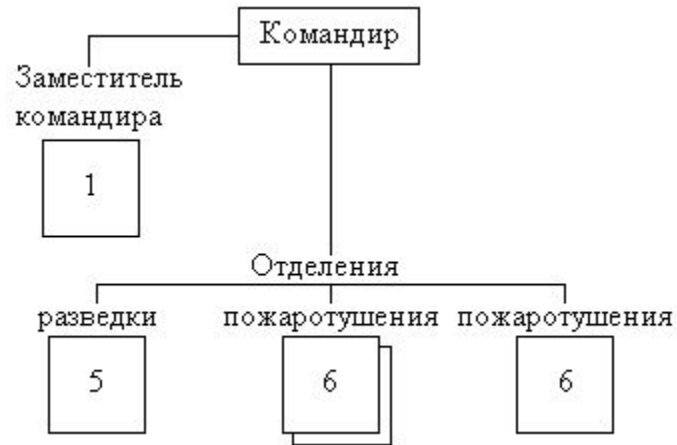 Командир
Заместитель
командира
1
Отделения
разведки пожаротушения пожаротушения
5 6 6